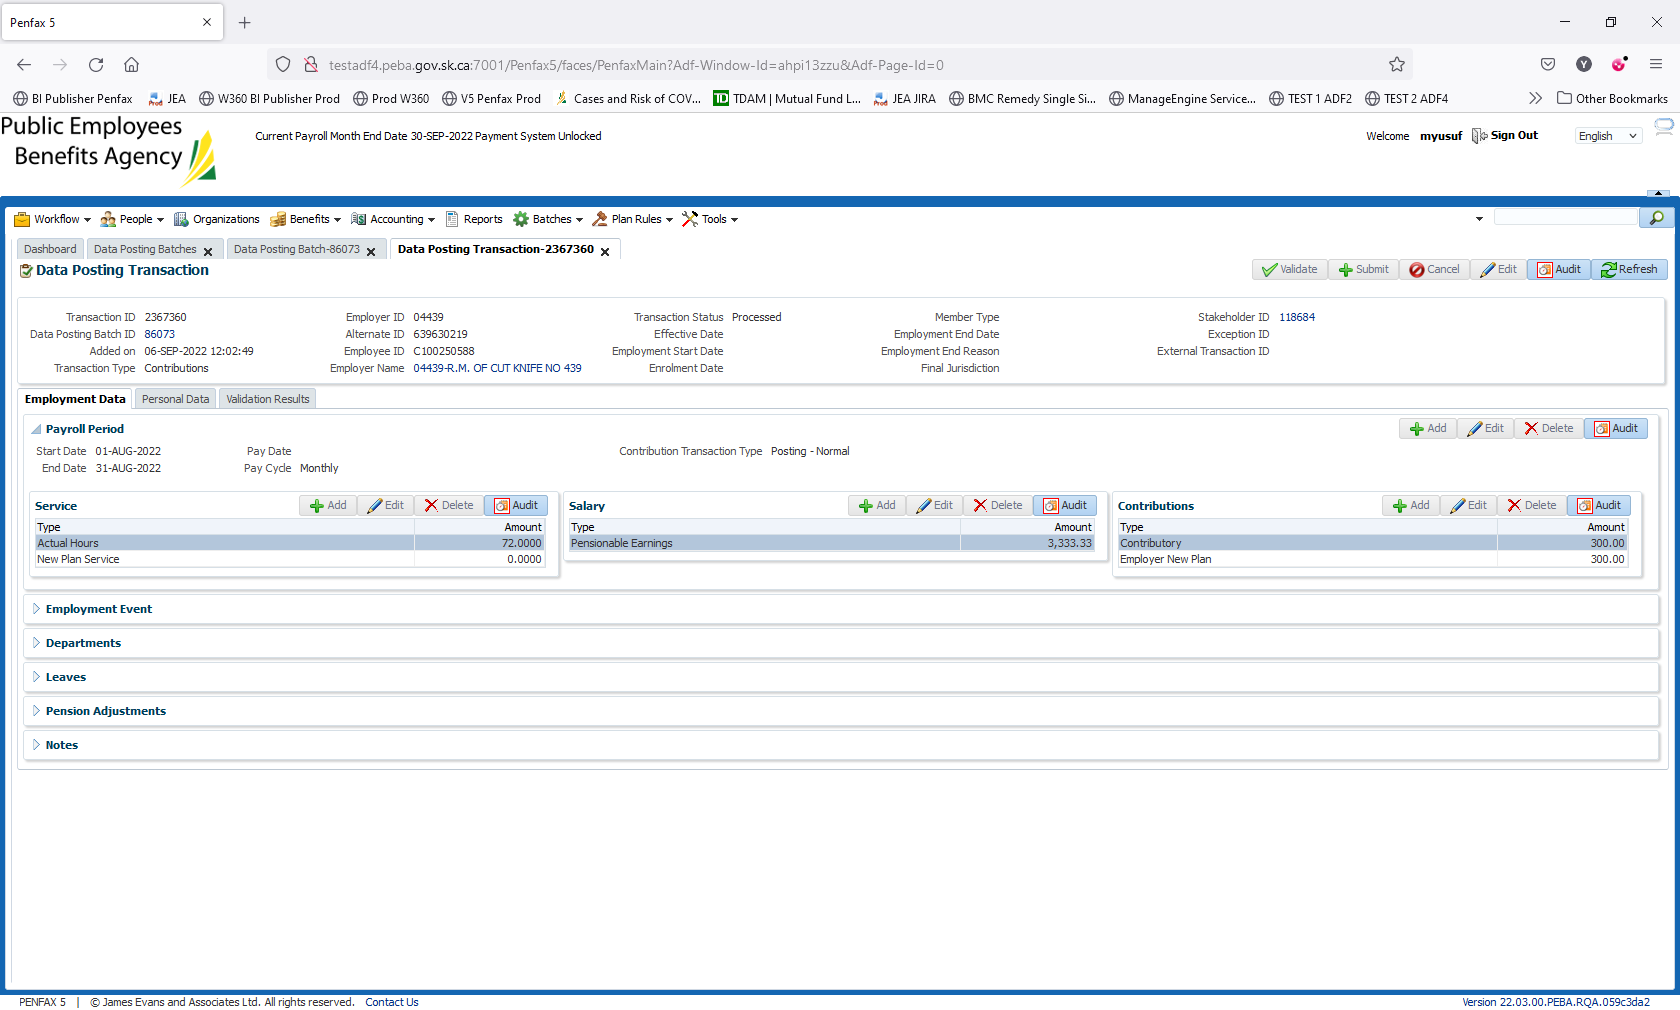 Penfax 5
testadf4.peba.gov.sk.ca:7001/Penfax5/faces/PenfaxMain?Adf-Window-Id=ahpi13zzu&Adf-Page-Id=0
Y
BI Publisher Penfax JEA W360 BI Publisher Prod Prod W360 V5 Penfax Prod Cases and Risk of COV... TD TDAM | Mutual Fund L... JEA JIRA BMC Remedy Single Si... ManageEngine Service... TEST 1 ADF2 TEST 2 ADF4 Other Bookmarks
Public Employees
Benefits Agency
Current Payroll Month End Date 30-SEP-2022 Payment System Unlocked
Welcome myusuf Sign Out English
Workflow People Organizations Benefits Accounting Reports Batches Plan Rules Tools
Dashboard Data Posting Batches Data Posting Batch-86073 Data Posting Transaction-2367360
Data Posting Transaction
Validate Submit Cancel Edit Audit Refresh
Transaction ID 2367360 Employer ID 04439 Transaction Status Processed Member Type Stakeholder ID 118684
Data Posting Batch ID 86073 Alternate ID 639630219 Effective Date Employment End Date Exception ID
Added on 06-SEP-2022 12:02:49 Employee ID C100250588 Employment Start Date Employment End Reason External Transaction ID
Transaction Type Contributions Employer Name 04439-R.M. OF CUT KNIFE NO 439 Enrolment Date Final Jurisdiction
Employment Data Personal Data Validation Results
Payroll Period Add Edit Delete Audit
Start Date 01-AUG-2022 Pay Date Contribution Transaction Type Posting - Normal
End Date 31-AUG-2022 Pay Cycle Monthly
Service Add Edit Delete Audit Salary Add Edit Delete Audit Contributions Add Edit Delete Audit
Type Amount Type Amount Type Amount
Actual Hours 72.0000 Pensionable Earnings 3,333.33 Contributory 300.00
New Plan Service 0.0000 Employer New Plan 300.00
Employment Event
Departments
Leaves
Pension Adjustments
Notes
PENFAX 5 | © James Evans and Associates Ltd. All rights reserved. Contact Us Version 22.03.00.PEBA.RQA.059c3da2